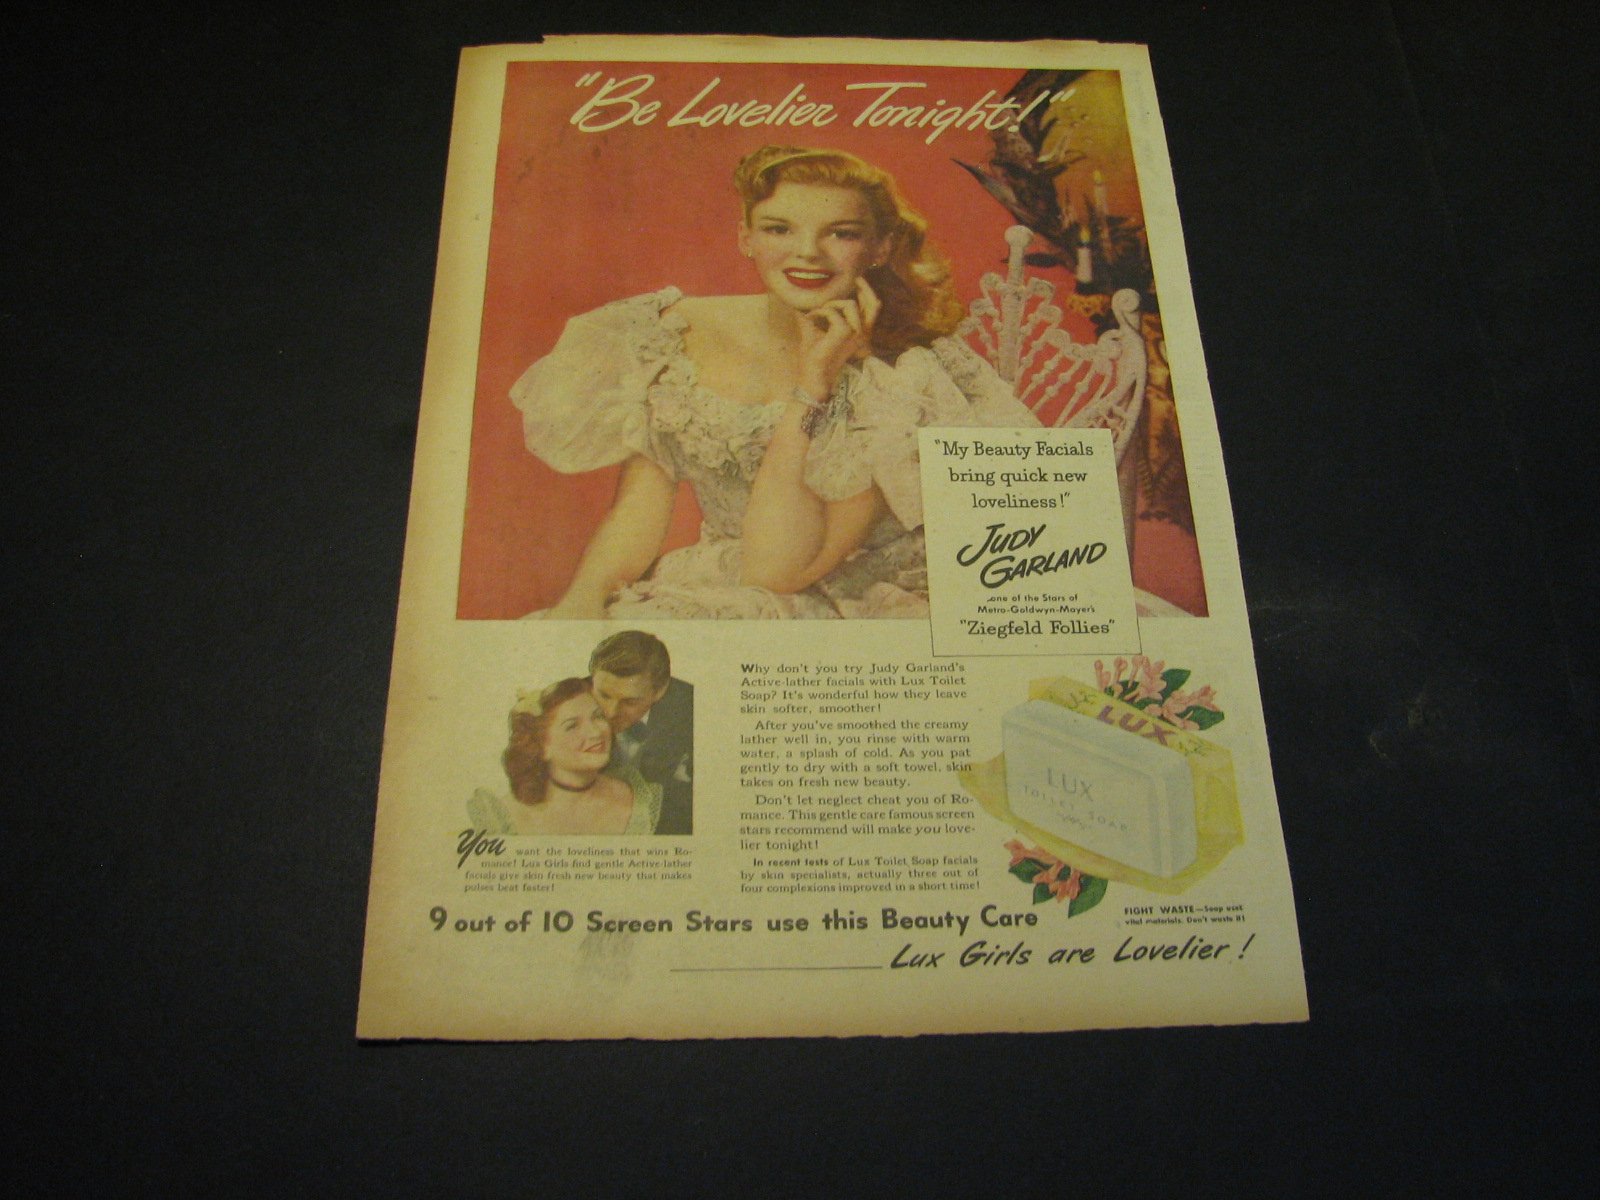 "Be Lovelier Tonight!"
"My Beauty Facials
bring quick new
loveliness!"
JUDY
GARLAND
one of the Stars of
Metro-Goldwyn-Mayer's
"Ziegfeld Follies"
Why don't you try Judy Garland's
Active-lather facials with Lux Toilet
Soap? It's wonderful how they leave
skin softer, smoother!
After you've smoothed the creamy
lather well in, you rinse with warm
water, a splash of cold. As you pat
gently to dry with a soft towel, skin
takes on fresh new beauty.
Don't let neglect cheat you of Ro-
mance. This gentle care famous screen
stars recommend will make you love-
lier tonight!
In recent tests of Lux Toilet Soap facials
by skin specialists, actually three out of
four complexions improved in a short time!
You want the loveliness that wins Ro-
mance! Lux Girls find gentle Active-lather
facials give skin fresh new beauty that makes
pulses beat faster!
LUX
LUX
TOILET SOAP
FIGHT WASTE—Soap uses
vital materials. Don't waste it!
9 out of 10 Screen Stars use this Beauty Care
Lux Girls are Lovelier!